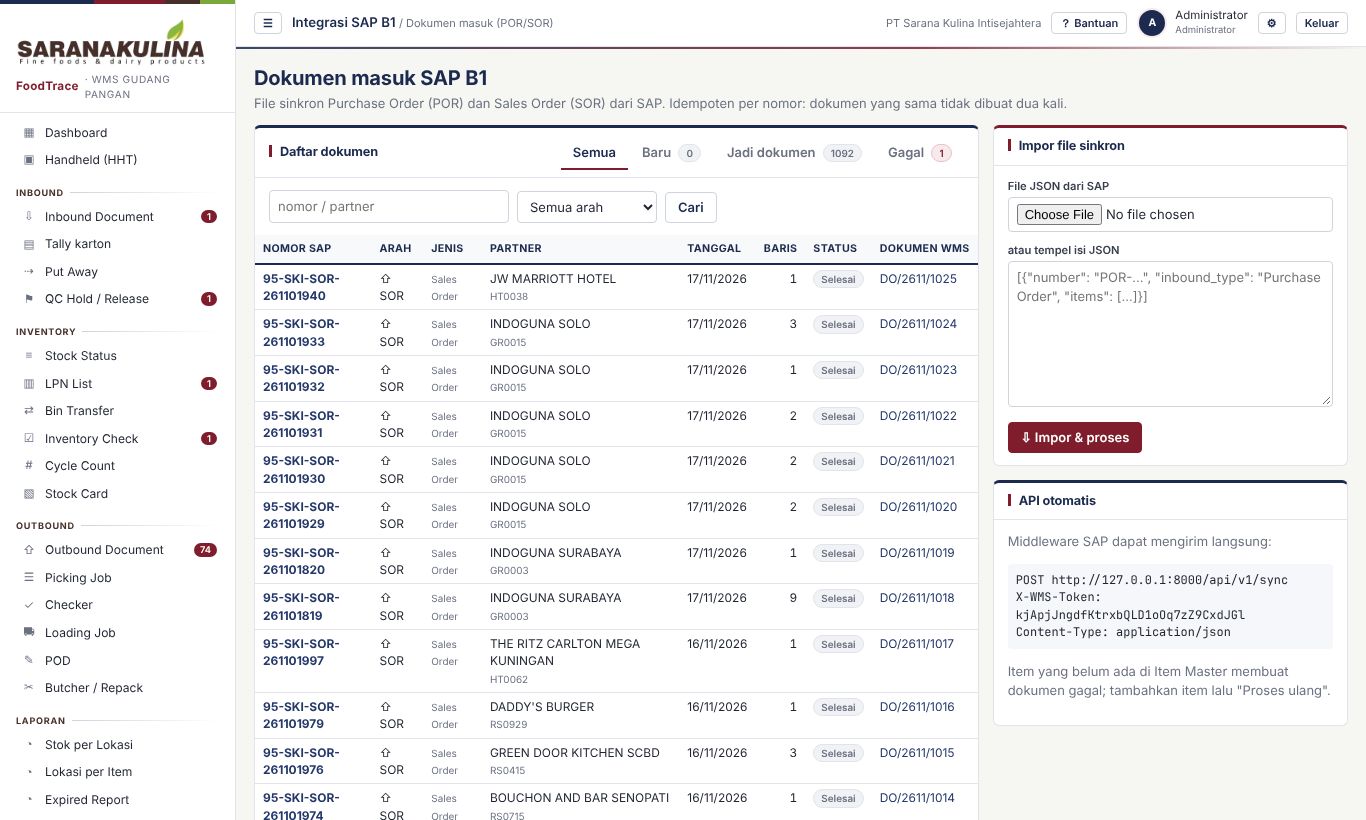 SARANAKULINA
Fine foods & dairy products
FoodTrace · WMS GUDANG PANGAN
Dashboard
Handheld (HHT)
INBOUND
Inbound Document 1
Tally karton
Put Away
QC Hold / Release 1
INVENTORY
Stock Status
LPN List 1
Bin Transfer
Inventory Check 1
Cycle Count
Stock Card
OUTBOUND
Outbound Document 74
Picking Job
Checker
Loading Job
POD
Butcher / Repack
LAPORAN
Stok per Lokasi
Lokasi per Item
Expired Report
Integrasi SAP B1 / Dokumen masuk (POR/SOR)
PT Sarana Kulina Intisejahtera
? Bantuan
A
Administrator
Administrator
Keluar
Dokumen masuk SAP B1
File sinkron Purchase Order (POR) dan Sales Order (SOR) dari SAP. Idempoten per nomor: dokumen yang sama tidak dibuat dua kali.
Daftar dokumen
Semua Baru 0 Jadi dokumen 1092 Gagal 1
nomor / partner Semua arah Cari
NOMOR SAP ARAH JENIS PARTNER TANGGAL BARIS STATUS DOKUMEN WMS
95-SKI-SOR- ⇧ Sales JW MARRIOTT HOTEL 17/11/2026 1 Selesai DO/2611/1025
261101940 SOR Order HT0038
95-SKI-SOR- ⇧ Sales INDOGUNA SOLO 17/11/2026 3 Selesai DO/2611/1024
261101933 SOR Order GR0015
95-SKI-SOR- ⇧ Sales INDOGUNA SOLO 17/11/2026 1 Selesai DO/2611/1023
261101932 SOR Order GR0015
95-SKI-SOR- ⇧ Sales INDOGUNA SOLO 17/11/2026 2 Selesai DO/2611/1022
261101931 SOR Order GR0015
95-SKI-SOR- ⇧ Sales INDOGUNA SOLO 17/11/2026 2 Selesai DO/2611/1021
261101930 SOR Order GR0015
95-SKI-SOR- ⇧ Sales INDOGUNA SOLO 17/11/2026 2 Selesai DO/2611/1020
261101929 SOR Order GR0015
95-SKI-SOR- ⇧ Sales INDOGUNA SURABAYA 17/11/2026 1 Selesai DO/2611/1019
261101820 SOR Order GR0003
95-SKI-SOR- ⇧ Sales INDOGUNA SURABAYA 17/11/2026 9 Selesai DO/2611/1018
261101819 SOR Order GR0003
95-SKI-SOR- ⇧ Sales THE RITZ CARLTON MEGA 16/11/2026 1 Selesai DO/2611/1017
261101997 SOR Order KUNINGAN
HT0062
95-SKI-SOR- ⇧ Sales DADDY'S BURGER 16/11/2026 1 Selesai DO/2611/1016
261101979 SOR Order RS0929
95-SKI-SOR- ⇧ Sales GREEN DOOR KITCHEN SCBD 16/11/2026 3 Selesai DO/2611/1015
261101976 SOR Order RS0415
95-SKI-SOR- ⇧ Sales BOUCHON AND BAR SENOPATI 16/11/2026 1 Selesai DO/2611/1014
261101974 SOR Order RS0715
Impor file sinkron
File JSON dari SAP
Choose File No file chosen
atau tempel isi JSON
[{"number": "POR-...", "inbound_type": "Purchase
Order", "items": [...]}]
⇩ Impor & proses
API otomatis
Middleware SAP dapat mengirim langsung:
POST http://127.0.0.1:8000/api/v1/sync
X-WMS-Token:
kjApjJngdfKtrxbQLD1oOq7zZ9CxdJGl
Content-Type: application/json
Item yang belum ada di Item Master membuat
dokumen gagal; tambahkan item lalu "Proses ulang".